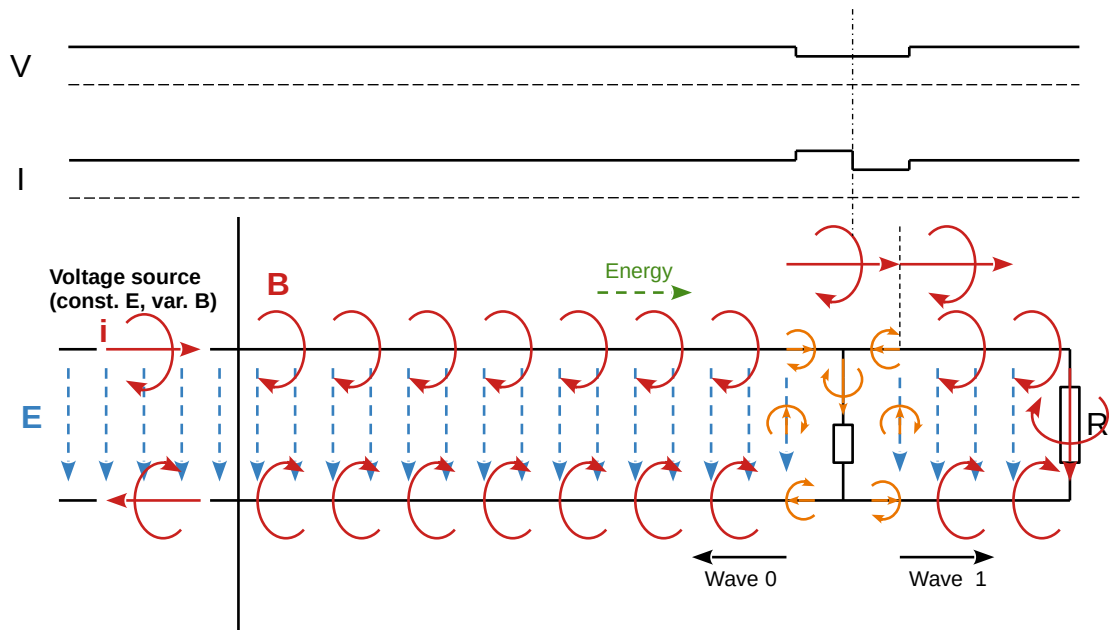 V
I
Voltage source
(const. E, var. B)
B
Energy
i
E
R
Wave 0
Wave 1